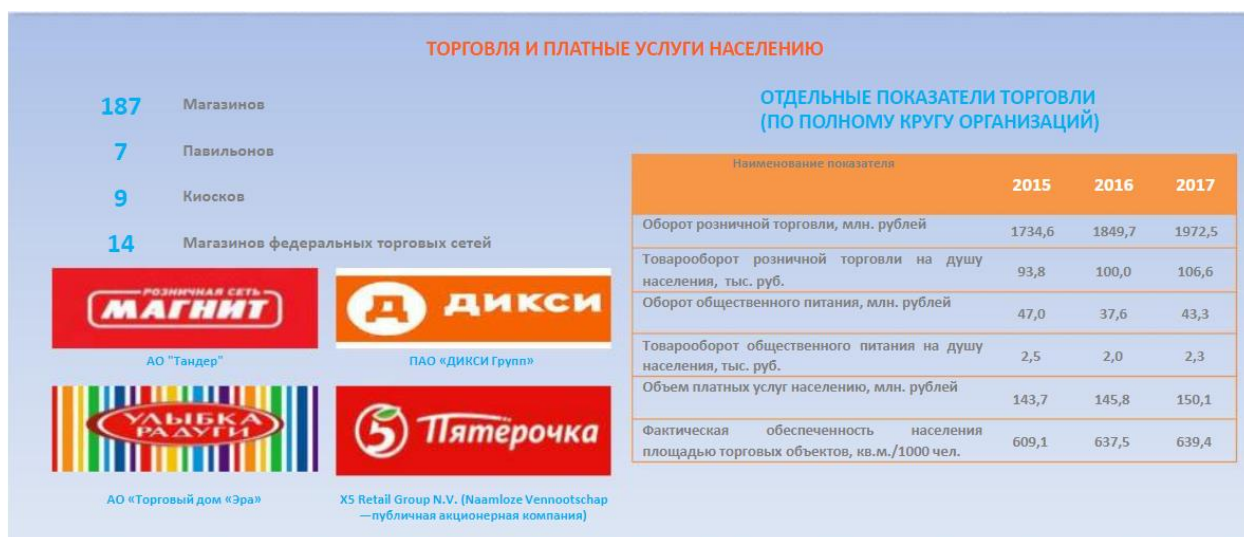 ТОРГОВЛЯ И ПЛАТНЫЕ УСЛУГИ НАСЕЛЕНИЮ
187 Магазинов
7 Павильонов
9 Киосков
14 Магазинов федеральных торговых сетей
РОЗНИЧНАЯ СЕТЬ
МАГНИТ
АО "Тандер"
Д ДИКСИ
ПАО «ДИКСИ Групп»
УЛЫБКА
РАДУГИ
АО «Торговый дом «Эра»
5 Пятёрочка
X5 Retail Group N.V. (Naamloze Vennootschap
—публичная акционерная компания)
ОТДЕЛЬНЫЕ ПОКАЗАТЕЛИ ТОРГОВЛИ
(ПО ПОЛНОМУ КРУГУ ОРГАНИЗАЦИЙ)
Наименование показателя
2015 2016 2017
Оборот розничной торговли, млн. рублей
1734,6 1849,7 1972,5
Товарооборот розничной торговли на душу
населения, тыс. руб.
93,8 100,0 106,6
Оборот общественного питания, млн. рублей
47,0 37,6 43,3
Товарооборот общественного питания на душу
населения, тыс. руб.
2,5 2,0 2,3
Объем платных услуг населению, млн. рублей
143,7 145,8 150,1
Фактическая обеспеченность населения
площадью торговых объектов, кв.м./1000 чел.
609,1 637,5 639,4